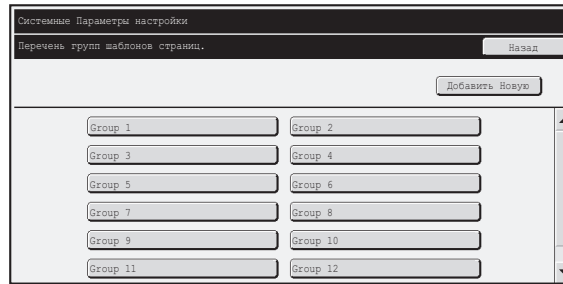 Системные Параметры настройки
Перечень групп шаблонов страниц.
Назад
Добавить Новую
Group 1 Group 2
Group 3 Group 4
Group 5 Group 6
Group 7 Group 8
Group 9 Group 10
Group 11 Group 12